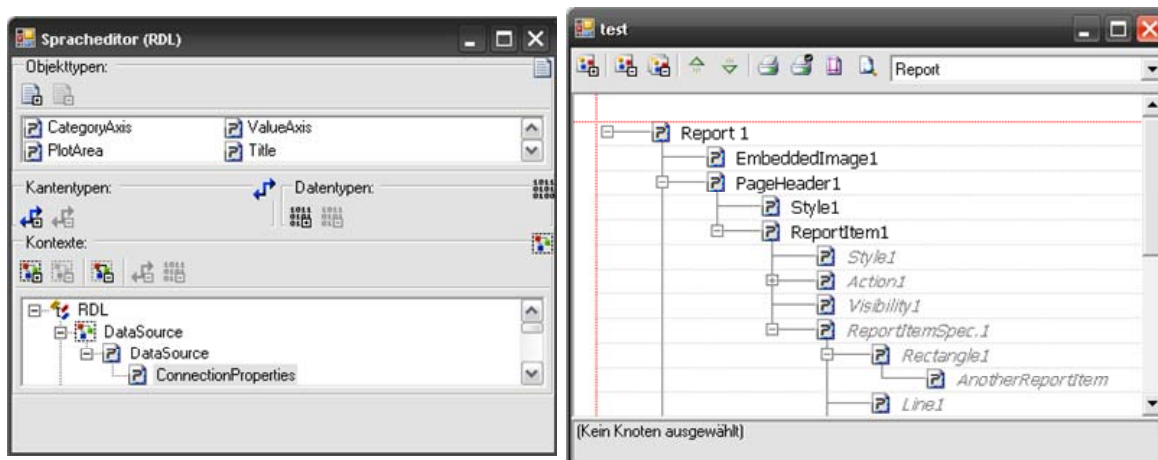 Spracheditor (RDL)
Objekttypen:
CategoryAxis ValueAxis
PlotArea Title
Kantentypen: Datentypen:
Kontexte:
RDL
DataSource
DataSource
ConnectionProperties
test
Report
Report 1
EmbeddedImage1
PageHeader1
Style1
ReportItem1
Style1
Action1
Visibility1
ReportItemSpec.1
Rectangle1
AnotherReportItem
Line1
(Kein Knoten ausgewählt)